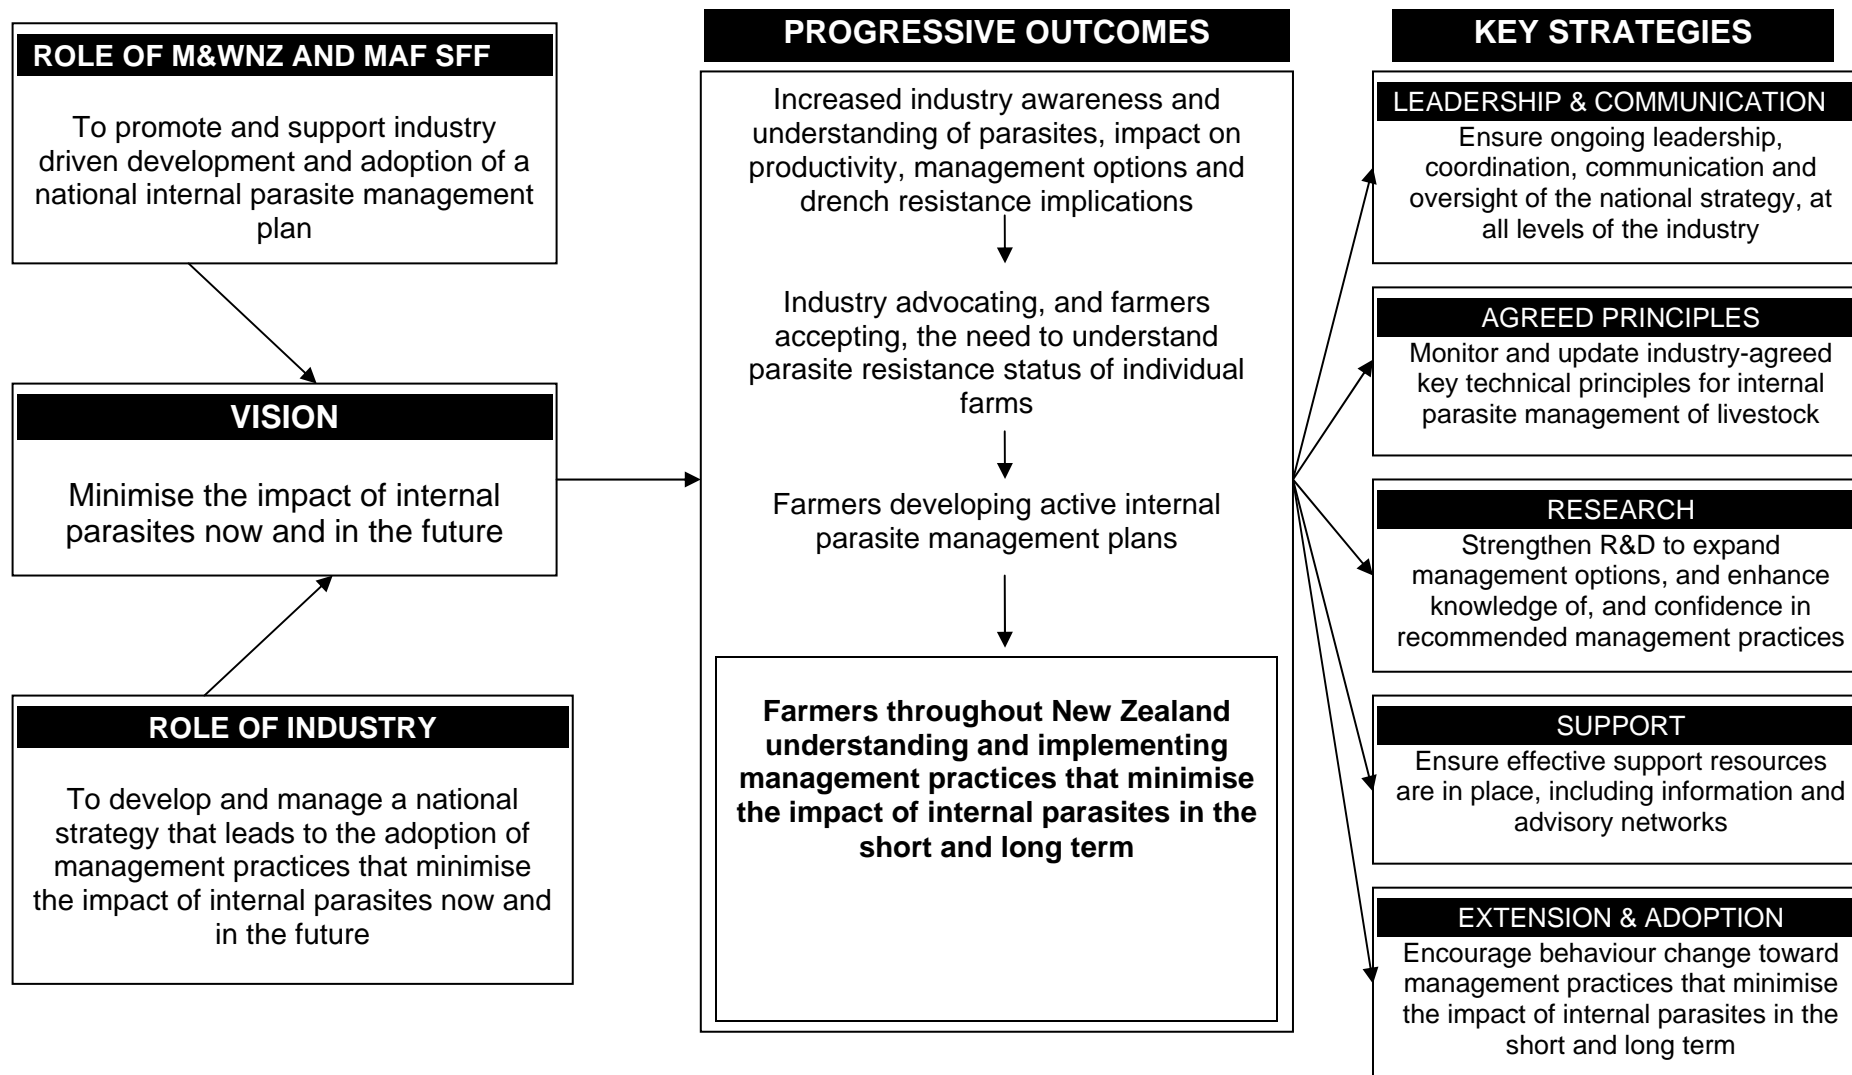 ROLE OF M&WNZ AND MAF SFF
To promote and support industry
driven development and adoption of a
national internal parasite management
plan
VISION
Minimise the impact of internal
parasites now and in the future
ROLE OF INDUSTRY
To develop and manage a national
strategy that leads to the adoption of
management practices that minimise
the impact of internal parasites now and
in the future
PROGRESSIVE OUTCOMES
Increased industry awareness and
understanding of parasites, impact on
productivity, management options and
drench resistance implications
Industry advocating, and farmers
accepting, the need to understand
parasite resistance status of individual
farms
Farmers developing active internal
parasite management plans
Farmers throughout New Zealand
understanding and implementing
management practices that minimise
the impact of internal parasites in the
short and long term
KEY STRATEGIES
LEADERSHIP & COMMUNICATION
Ensure ongoing leadership,
coordination, communication and
oversight of the national strategy, at
all levels of the industry
AGREED PRINCIPLES
Monitor and update industry-agreed
key technical principles for internal
parasite management of livestock
RESEARCH
Strengthen R&D to expand
management options, and enhance
knowledge of, and confidence in
recommended management practices
SUPPORT
Ensure effective support resources
are in place, including information and
advisory networks
EXTENSION & ADOPTION
Encourage behaviour change toward
management practices that minimise
the impact of internal parasites in the
short and long term